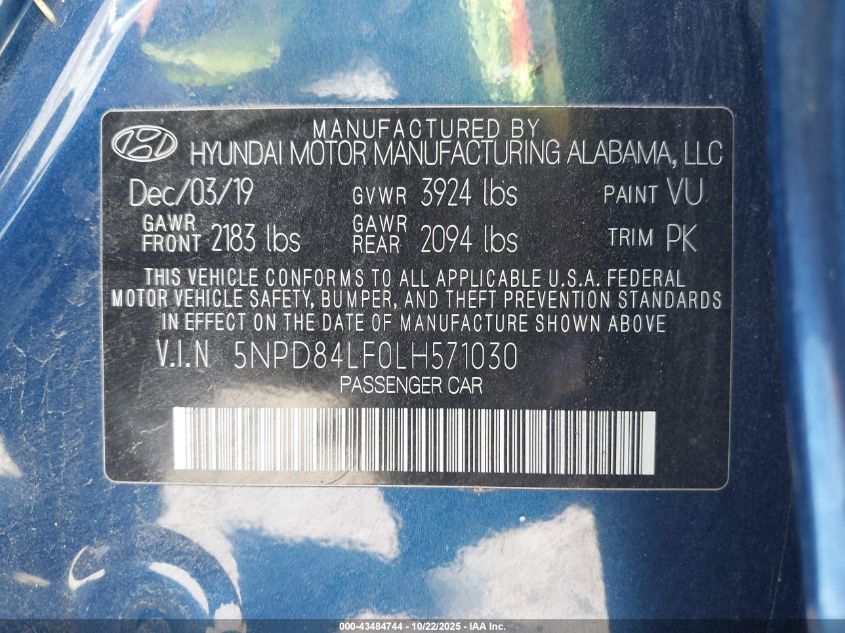 MANUFACTURED BY
HYUNDAI MOTOR MANUFACTURING ALABAMA, LLC
Dec/03/19 GVWR 3924 lbs PAINT VU
GAWR FRONT 2183 lbs GAWR REAR 2094 lbs TRIM PK
THIS VEHICLE CONFORMS TO ALL APPLICABLE U.S.A. FEDERAL
MOTOR VEHICLE SAFETY, BUMPER, AND THEFT PREVENTION STANDARDS
IN EFFECT ON THE DATE OF MANUFACTURE SHOWN ABOVE
V.I.N 5NPD84LF0LH571030
PASSENGER CAR
000-43484744 - 10/22/2025 - IAA Inc.